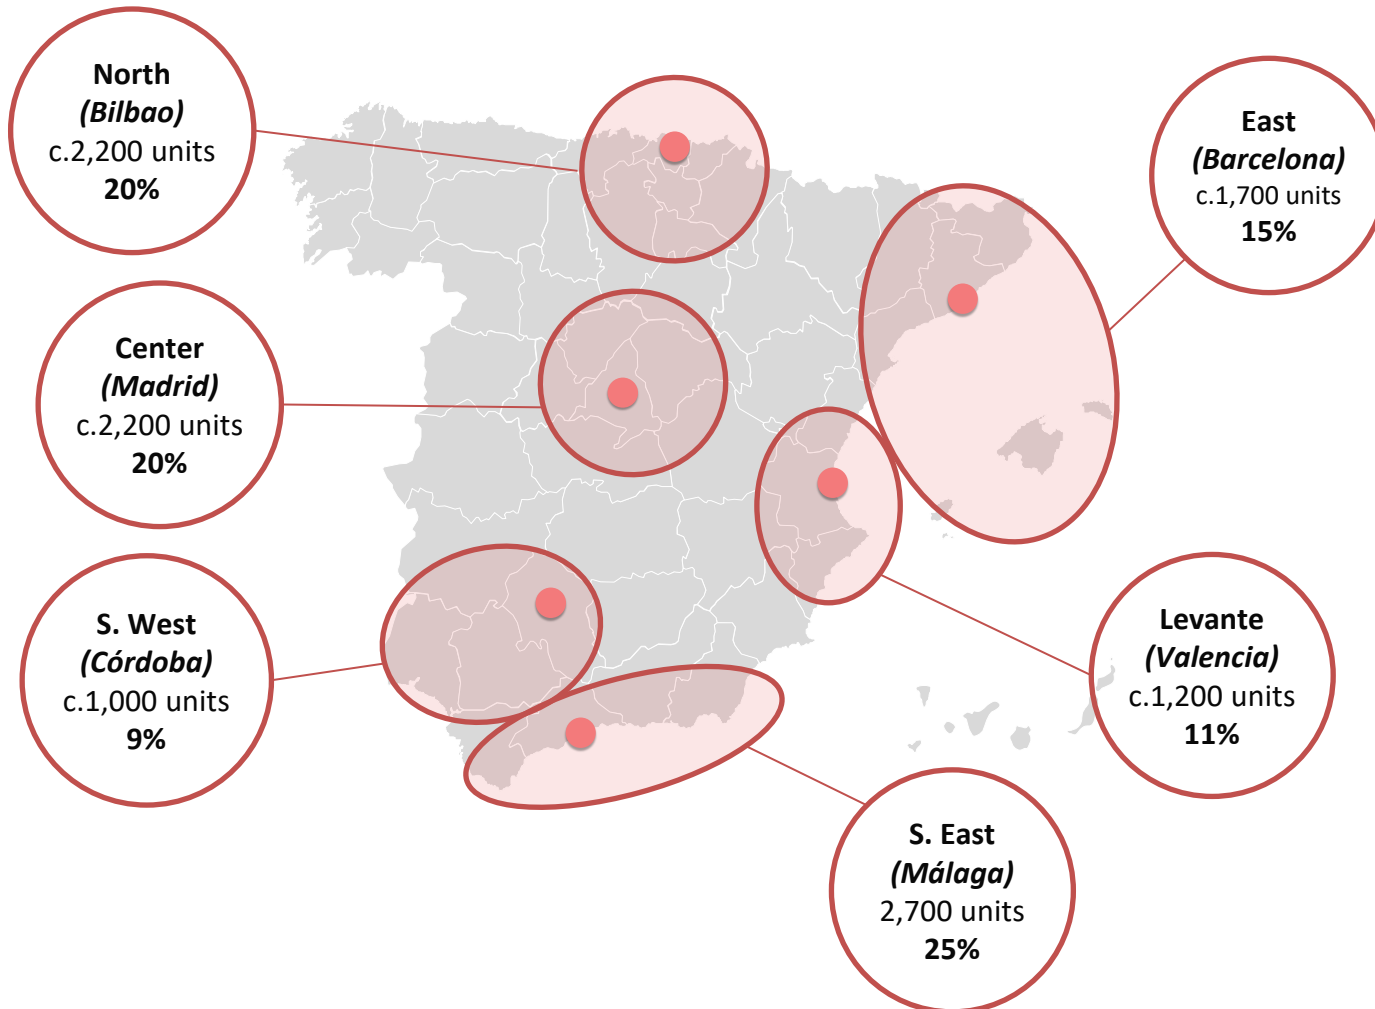 North
(Bilbao)
c.2,200 units
20%
East
(Barcelona)
c.1,700 units
15%
Center
(Madrid)
c.2,200 units
20%
S. West
(Córdoba)
c.1,000 units
9%
Levante
(Valencia)
c.1,200 units
11%
S. East
(Málaga)
2,700 units
25%